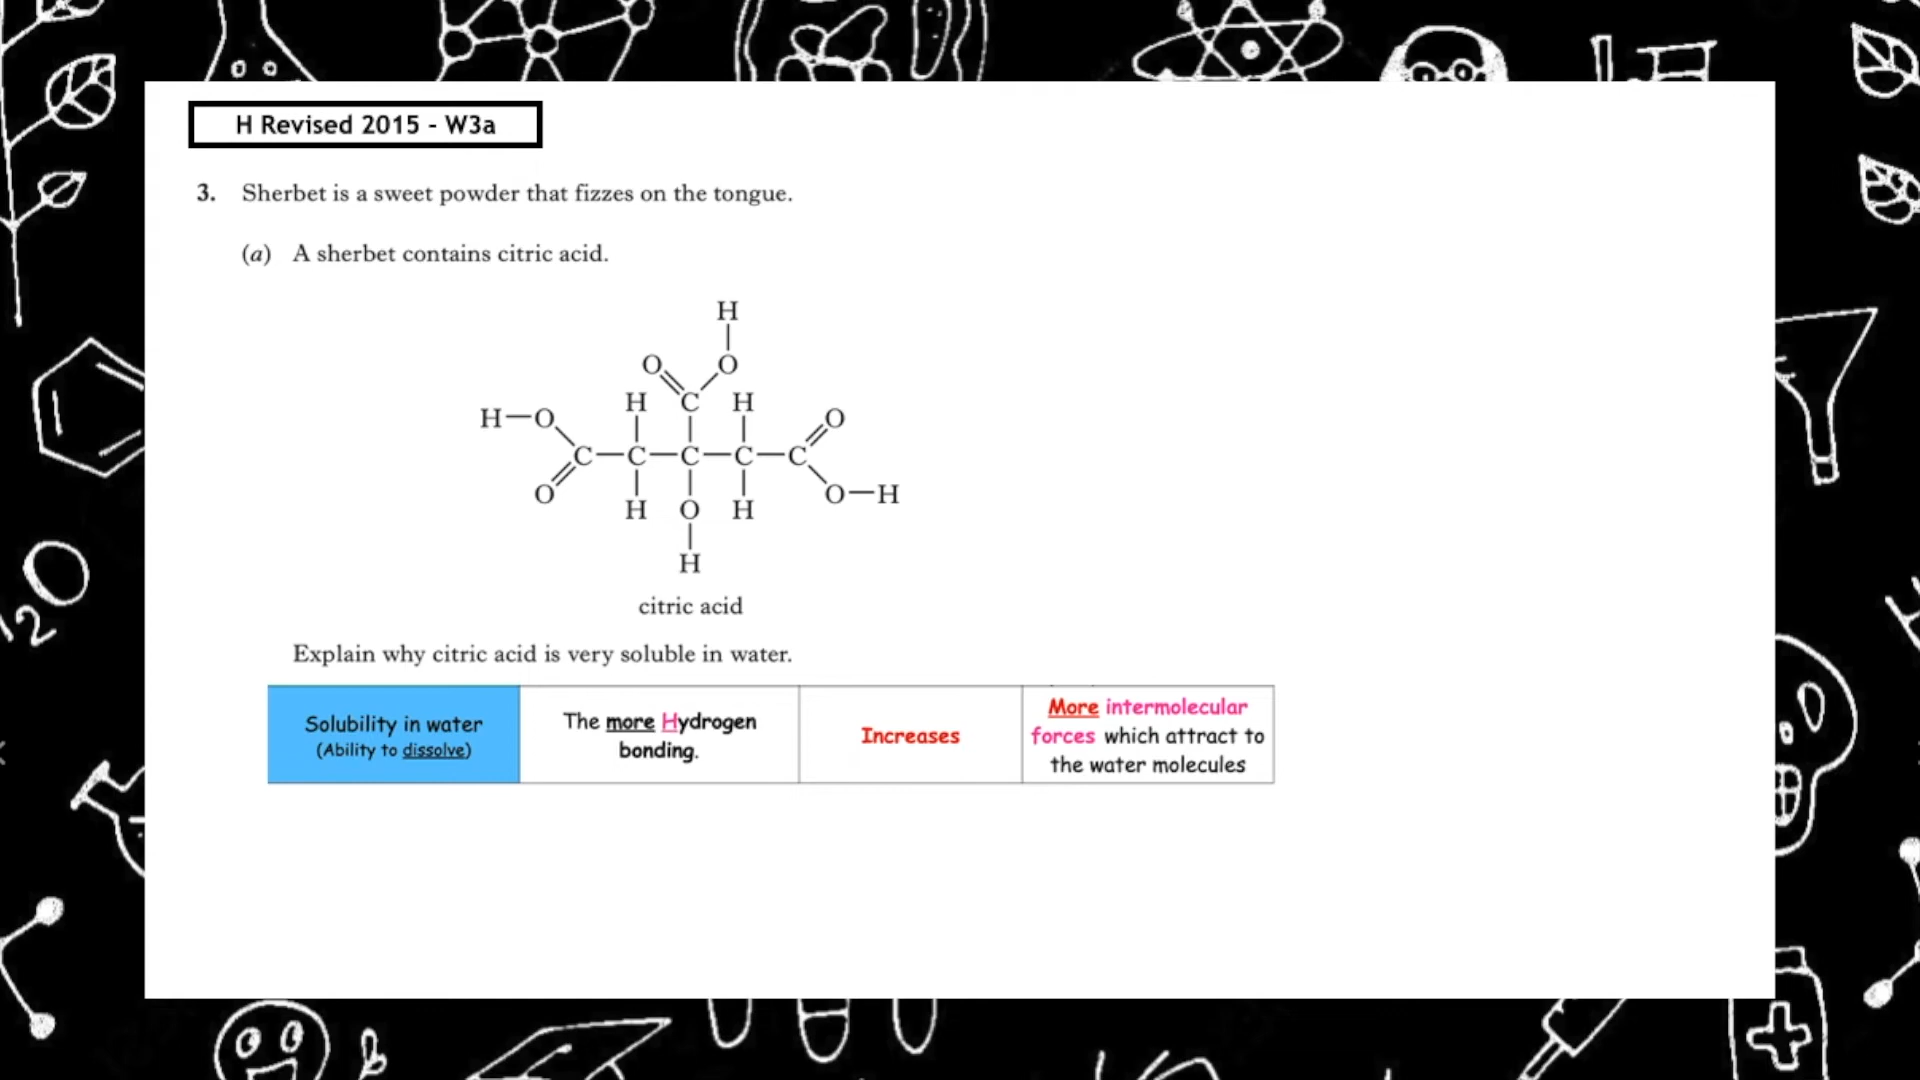 H Revised 2015 - W3a
3. Sherbet is a sweet powder that fizzes on the tongue.
(a) A sherbet contains citric acid.
H
O O
H C H
H—O O
C—C—C—C—C
O O—H
H O H
H
citric acid
Explain why citric acid is very soluble in water.
Solubility in water
(Ability to dissolve)
The more Hydrogen
bonding.
Increases
More intermolecular
forces which attract to
the water molecules
2O